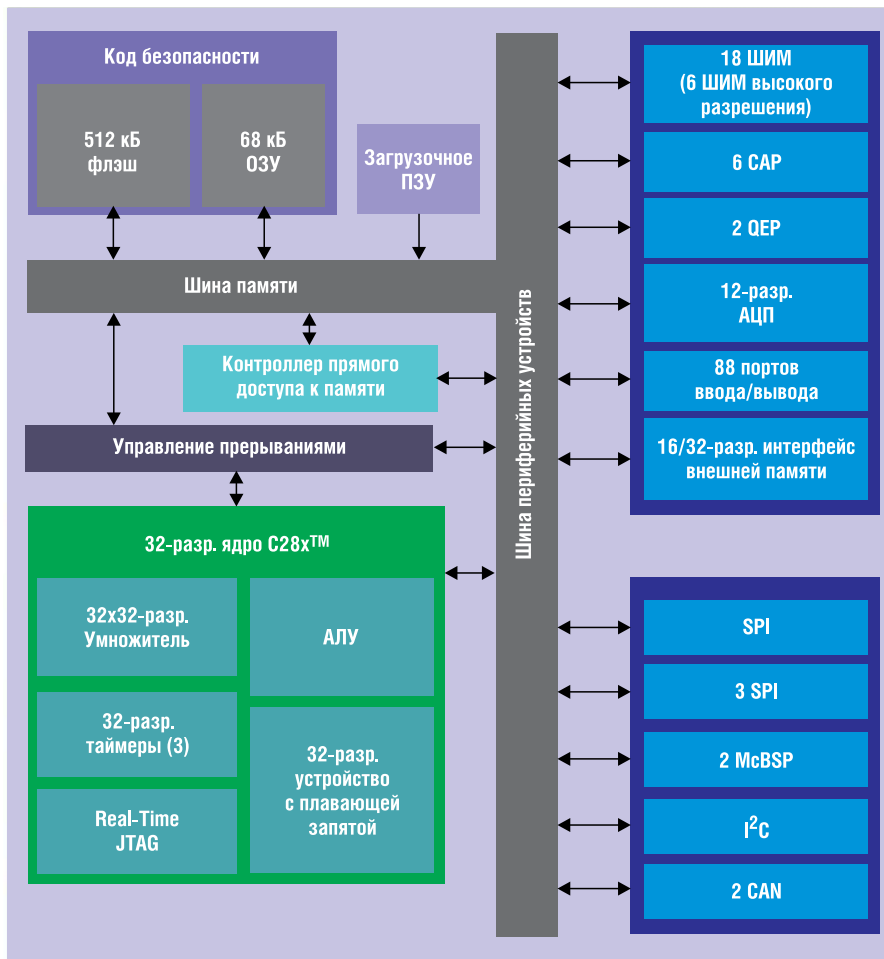 Код безопасности
512 кБ
флэш
68 кБ
ОЗУ
Загрузочное
ПЗУ
Шина памяти
Контроллер прямого
доступа к памяти
Управление прерываниями
32-разр. ядро C28x™
32x32-разр.
Умножитель
АЛУ
32-разр.
таймеры (3)
32-разр.
устройство
с плавающей
запятой
Real-Time
JTAG
Шина периферийных устройств
18 ШИМ
(6 ШИМ высокого
разрешения)
6 CAP
2 QEP
12-разр.
АЦП
88 портов
ввода/вывода
16/32-разр. интерфейс
внешней памяти
SPI
3 SPI
2 McBSP
I²C
2 CAN